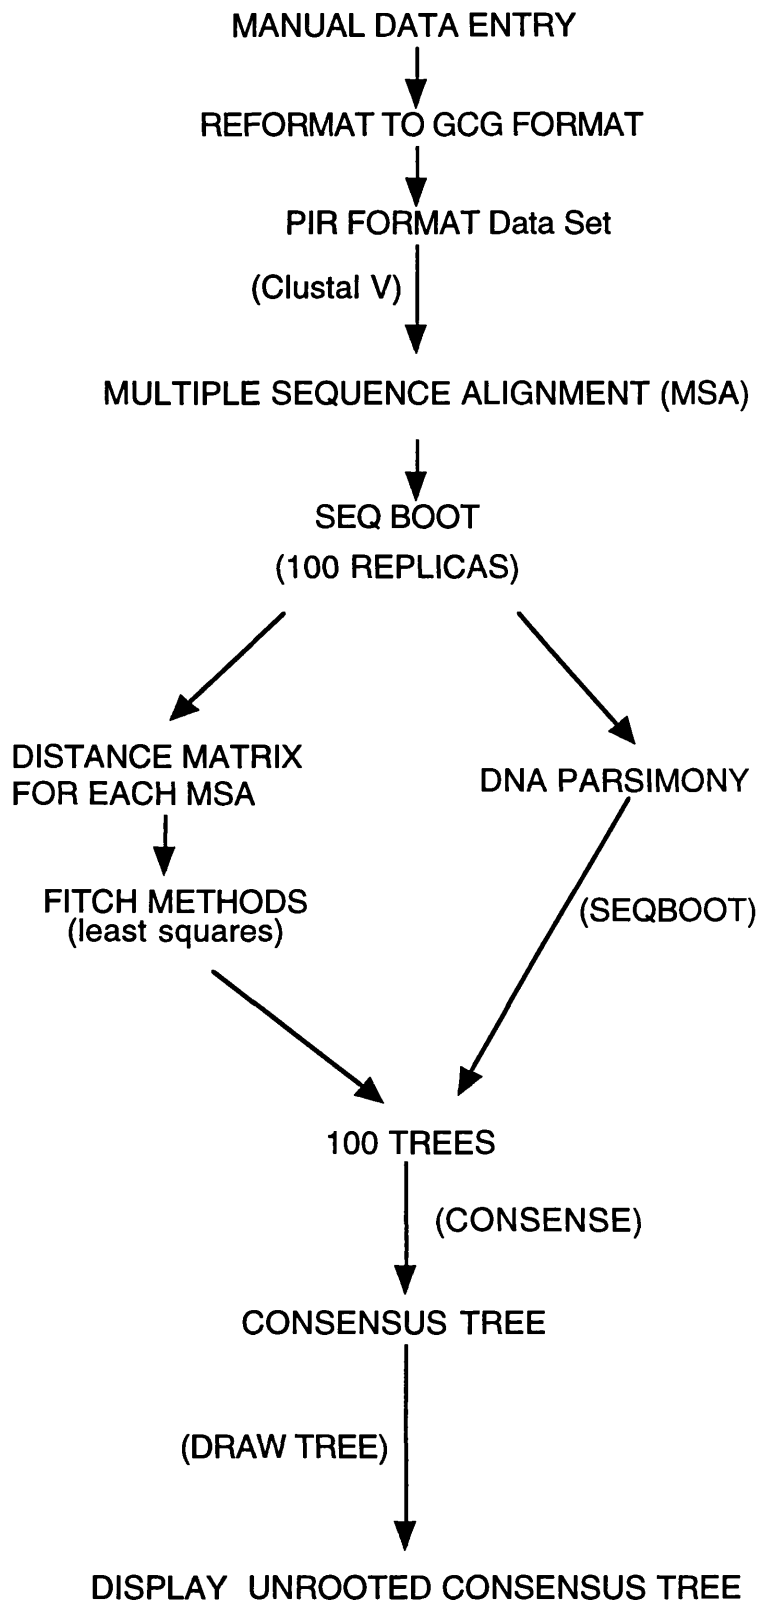 MANUAL DATA ENTRY
REFORMAT TO GCG FORMAT
PIR FORMAT Data Set
(Clustal V)
MULTIPLE SEQUENCE ALIGNMENT (MSA)
SEQ BOOT
(100 REPLICAS)
DISTANCE MATRIX
FOR EACH MSA
DNA PARSIMONY
FITCH METHODS
(least squares)
(SEQBOOT)
100 TREES
(CONSENSE)
CONSENSUS TREE
(DRAW TREE)
DISPLAY UNROOTED CONSENSUS TREE